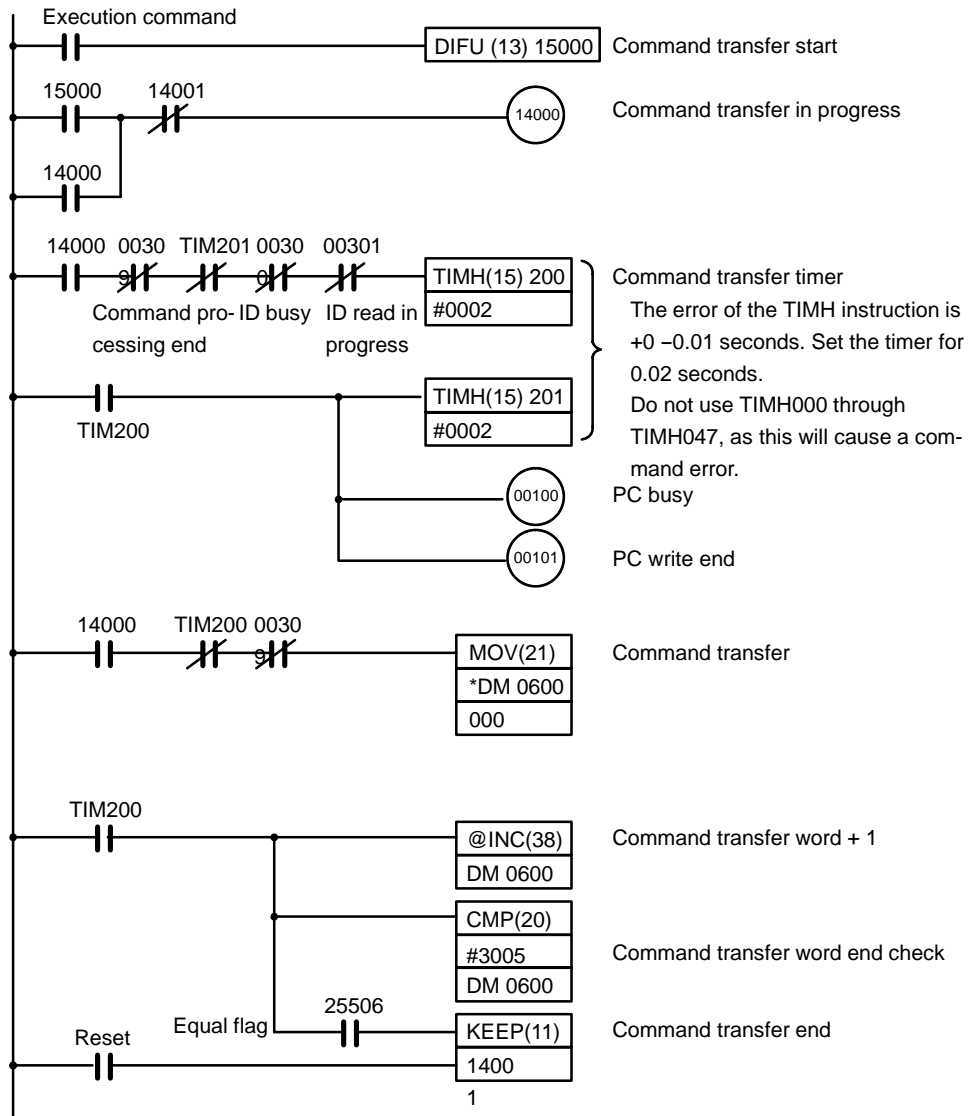 Execution command
DIFU (13) 15000 Command transfer start
15000 14001
14000 Command transfer in progress
14000
14000 0030 TIM201 0030 00301
9 0
TIMH(15) 200 Command transfer timer
#0002
Command pro- ID busy ID read in
cessing end progress
The error of the TIMH instruction is
+0 –0.01 seconds. Set the timer for
0.02 seconds.
Do not use TIMH000 through
TIMH047, as this will cause a com-
mand error.
TIM200
TIMH(15) 201
#0002
00100 PC busy
00101 PC write end
14000 TIM200 0030
9
MOV(21) Command transfer
*DM 0600
000
TIM200
@INC(38) Command transfer word + 1
DM 0600
CMP(20)
#3005 Command transfer word end check
DM 0600
25506
Equal flag
KEEP(11) Command transfer end
Reset
1400
1